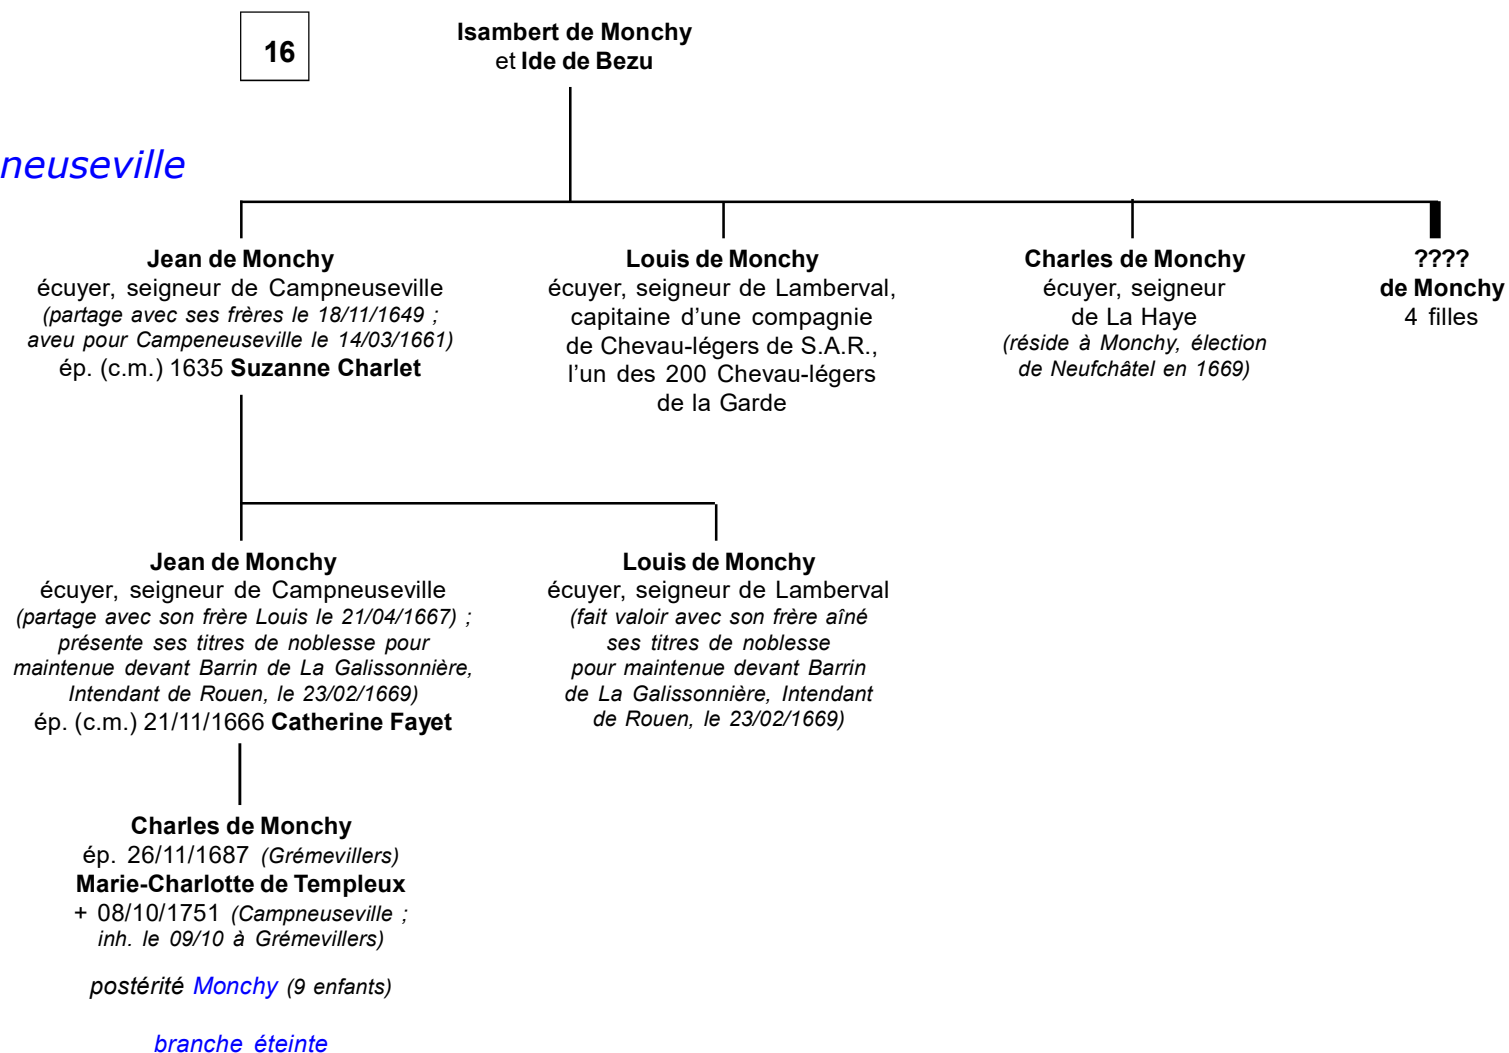 16
Isambert de Monchy
et Ide de Bezu
neuseville
Jean de Monchy
écuyer, seigneur de Campneuseville
(partage avec ses frères le 18/11/1649 ;
aveu pour Campeneuseville le 14/03/1661)
ép. (c.m.) 1635 Suzanne Charlet
Louis de Monchy
écuyer, seigneur de Lamberval,
capitaine d'une compagnie
de Chevau-légers de S.A.R.,
l'un des 200 Chevau-légers
de la Garde
Charles de Monchy
écuyer, seigneur
de La Haye
(réside à Monchy, élection
de Neufchâtel en 1669)
????
de Monchy
4 filles
Jean de Monchy
écuyer, seigneur de Campneuseville
(partage avec son frère Louis le 21/04/1667) ;
présente ses titres de noblesse pour
maintenue devant Barrin de La Galissonnière,
Intendant de Rouen, le 23/02/1669)
ép. (c.m.) 21/11/1666 Catherine Fayet
Louis de Monchy
écuyer, seigneur de Lamberval
(fait valoir avec son frère aîné
ses titres de noblesse
pour maintenue devant Barrin
de La Galissonnière, Intendant
de Rouen, le 23/02/1669)
Charles de Monchy
ép. 26/11/1687 (Grémevillers)
Marie-Charlotte de Templeux
+ 08/10/1751 (Campneuseville ;
inh. le 09/10 à Grémevillers)
postérité Monchy (9 enfants)
branche éteinte